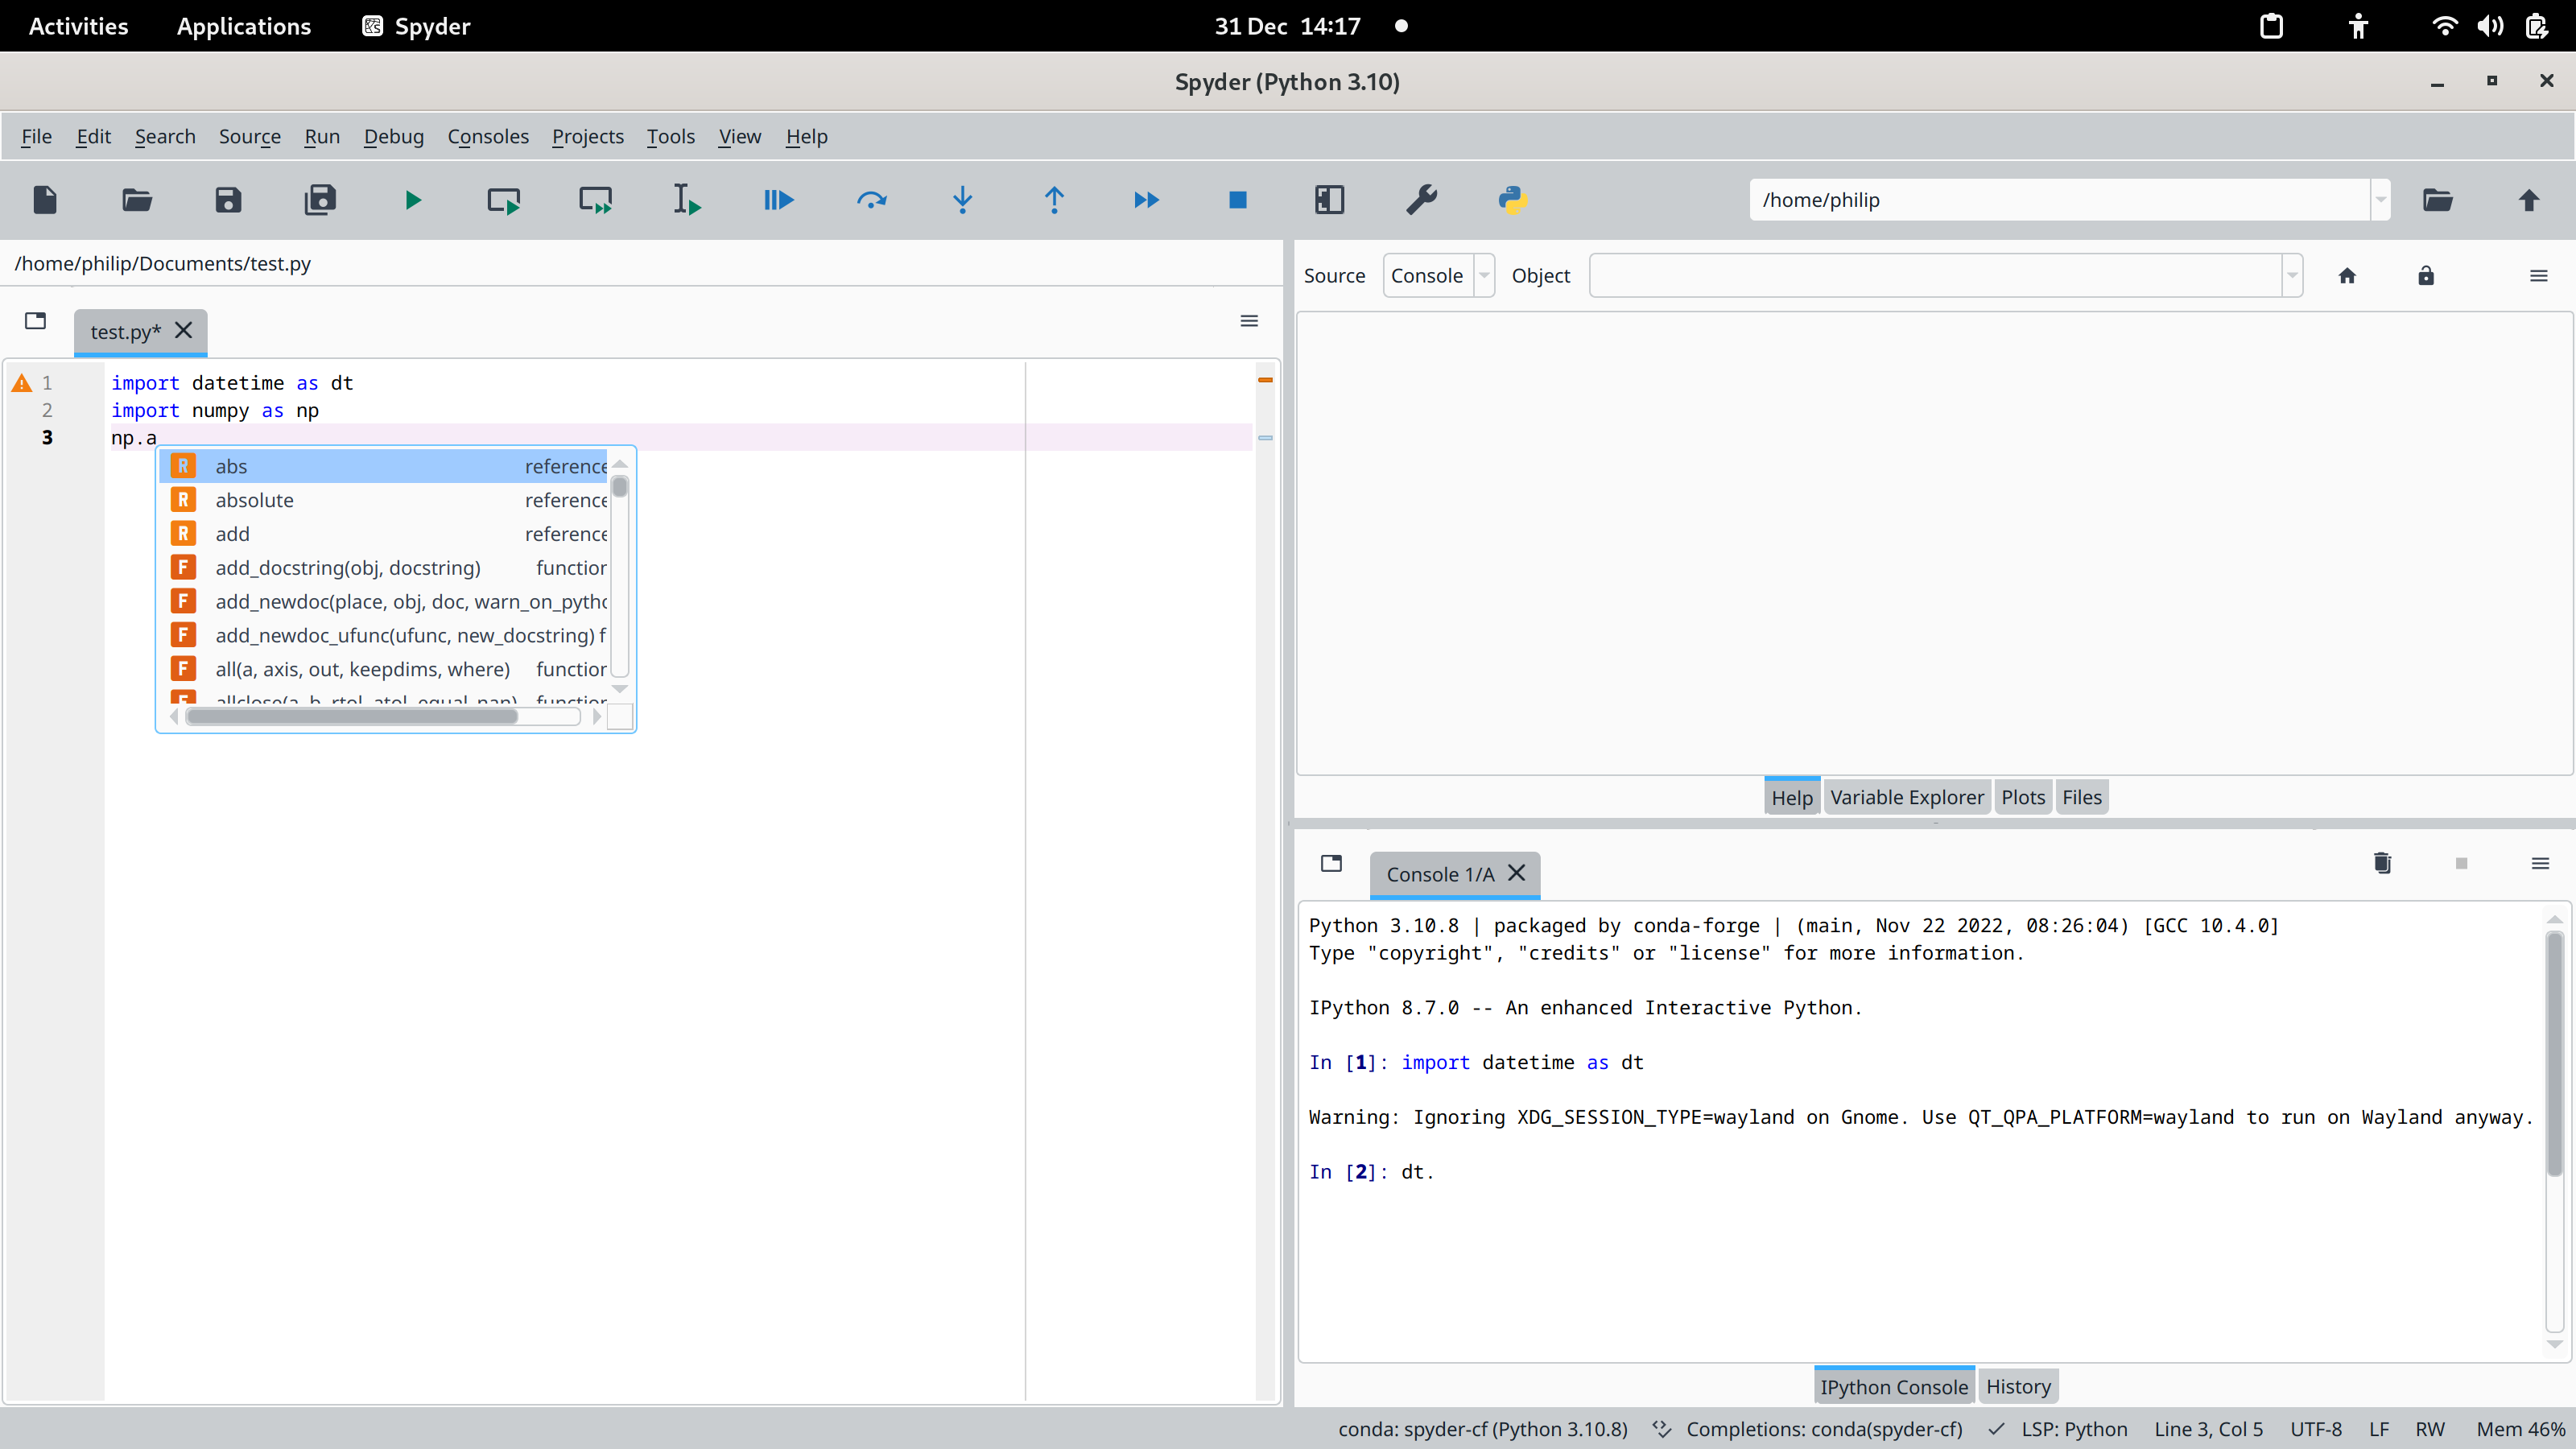 Activities Applications Spyder 31 Dec 14:17
Spyder (Python 3.10)
File Edit Search Source Run Debug Consoles Projects Tools View Help
/home/philip
/home/philip/Documents/test.py
test.py*
1 import datetime as dt
2 import numpy as np
3 np.a
R abs reference
R absolute reference
R add reference
F add_docstring(obj, docstring) function
F add_newdoc(place, obj, doc, warn_on_pytho
F add_newdoc_ufunc(ufunc, new_docstring) f
F all(a, axis, out, keepdims, where) function
F allclose(a, b, rtol, atol, equal_nan) function
Source Console Object
Help Variable Explorer Plots Files
Console 1/A
Python 3.10.8 | packaged by conda-forge | (main, Nov 22 2022, 08:26:04) [GCC 10.4.0]
Type "copyright", "credits" or "license" for more information.
IPython 8.7.0 -- An enhanced Interactive Python.
In [1]: import datetime as dt
Warning: Ignoring XDG_SESSION_TYPE=wayland on Gnome. Use QT_QPA_PLATFORM=wayland to run on Wayland anyway.
In [2]: dt.
IPython Console History
conda: spyder-cf (Python 3.10.8) Completions: conda(spyder-cf) LSP: Python Line 3, Col 5 UTF-8 LF RW Mem 46%